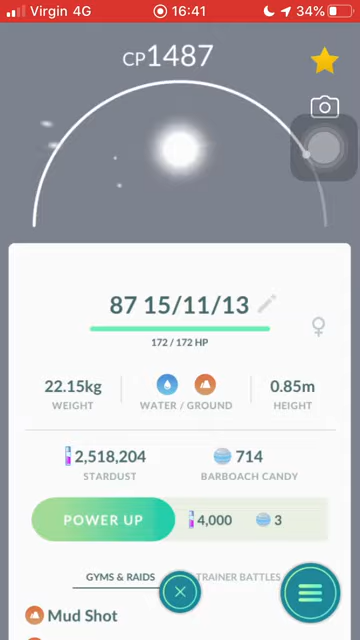 Virgin 4G 16:41 34%
CP1487
87 15/11/13
172 / 172 HP
22.15kg 0.85m
WEIGHT WATER / GROUND HEIGHT
2,518,204 714
STARDUST BARBOACH CANDY
POWER UP 4,000 3
GYMS & RAIDS TRAINER BATTLES
Mud Shot